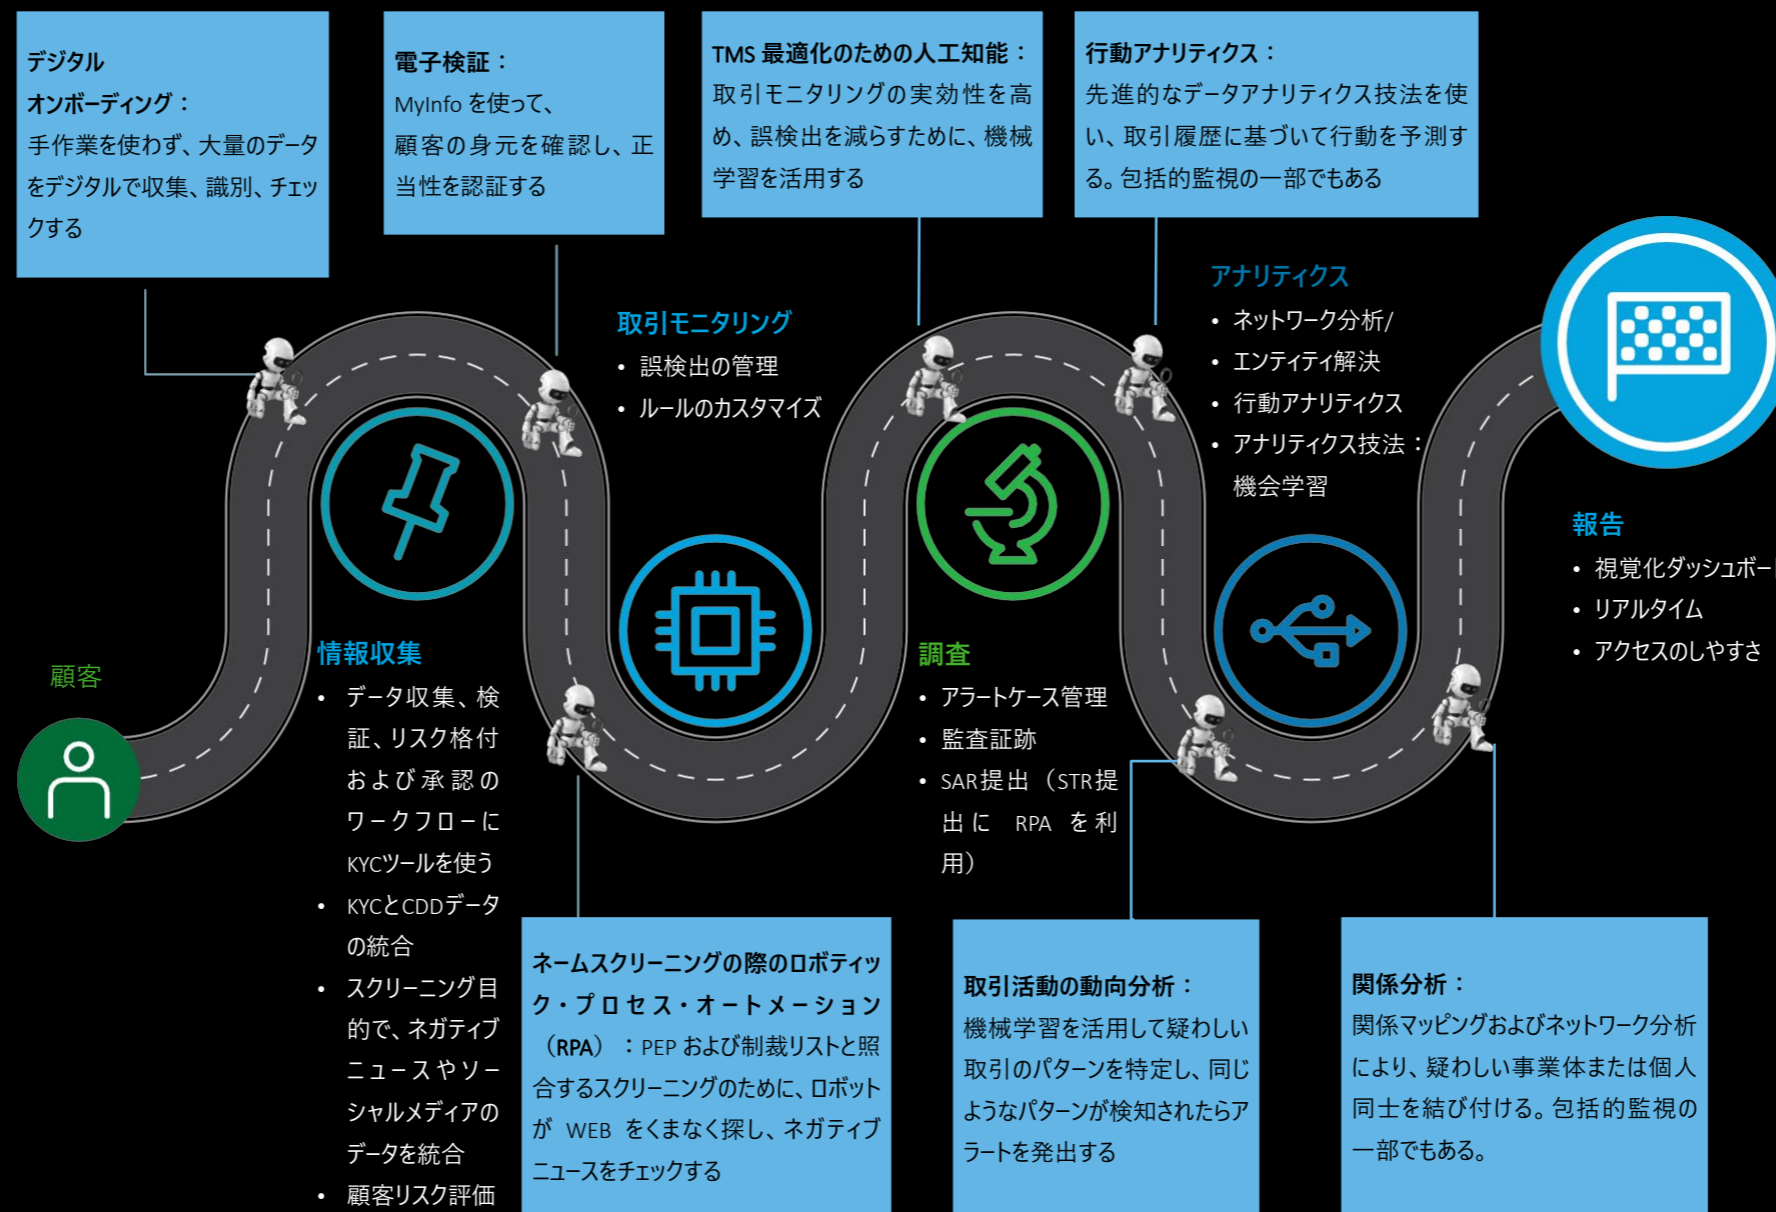 デジタル
オンボーディング：
手作業を使わず、大量のデータ
をデジタルで収集、識別、チェッ
クする
電子検証：
MyInfo を使って、
顧客の身元を確認し、正
当性を認証する
TMS 最適化のための人工知能：
取引モニタリングの実効性を高
め、誤検出を減らすために、機械
学習を活用する
行動アナリティクス：
先進的なデータアナリティクス技法を使
い、取引履歴に基づいて行動を予測す
る。包括的監視の一部でもある
取引モニタリング
• 誤検出の管理
• ルールのカスタマイズ
アナリティクス
• ネットワーク分析/
• エンティティ解決
• 行動アナリティクス
• アナリティクス技法：
機会学習
報告
• 視覚化ダッシュボード
• リアルタイム
• アクセスのしやすさ
顧客
情報収集
• データ収集、検
証、リスク格付
および承認の
ワークフローに
KYCツールを使う
• KYCとCDDデータ
の統合
• スクリーニング目
的で、ネガティブ
ニュースやソー
シャルメディアの
データを統合
• 顧客リスク評価
調査
• アラートケース管理
• 監査証跡
• SAR提出（STR提
出に RPA を利
用）
ネームスクリーニングの際のロボティッ
ク・プロセス・オートメーション
（RPA）：PEP および制裁リストと照
合するスクリーニングのために、ロボット
が WEB をくまなく探し、ネガティブ
ニュースをチェックする
取引活動の動向分析：
機械学習を活用して疑わしい
取引のパターンを特定し、同じ
ようなパターンが検知されたらア
ラートを発出する
関係分析：
関係マッピングおよびネットワーク分析
により、疑わしい事業体または個人
同士を結び付ける。包括的監視の
一部でもある。